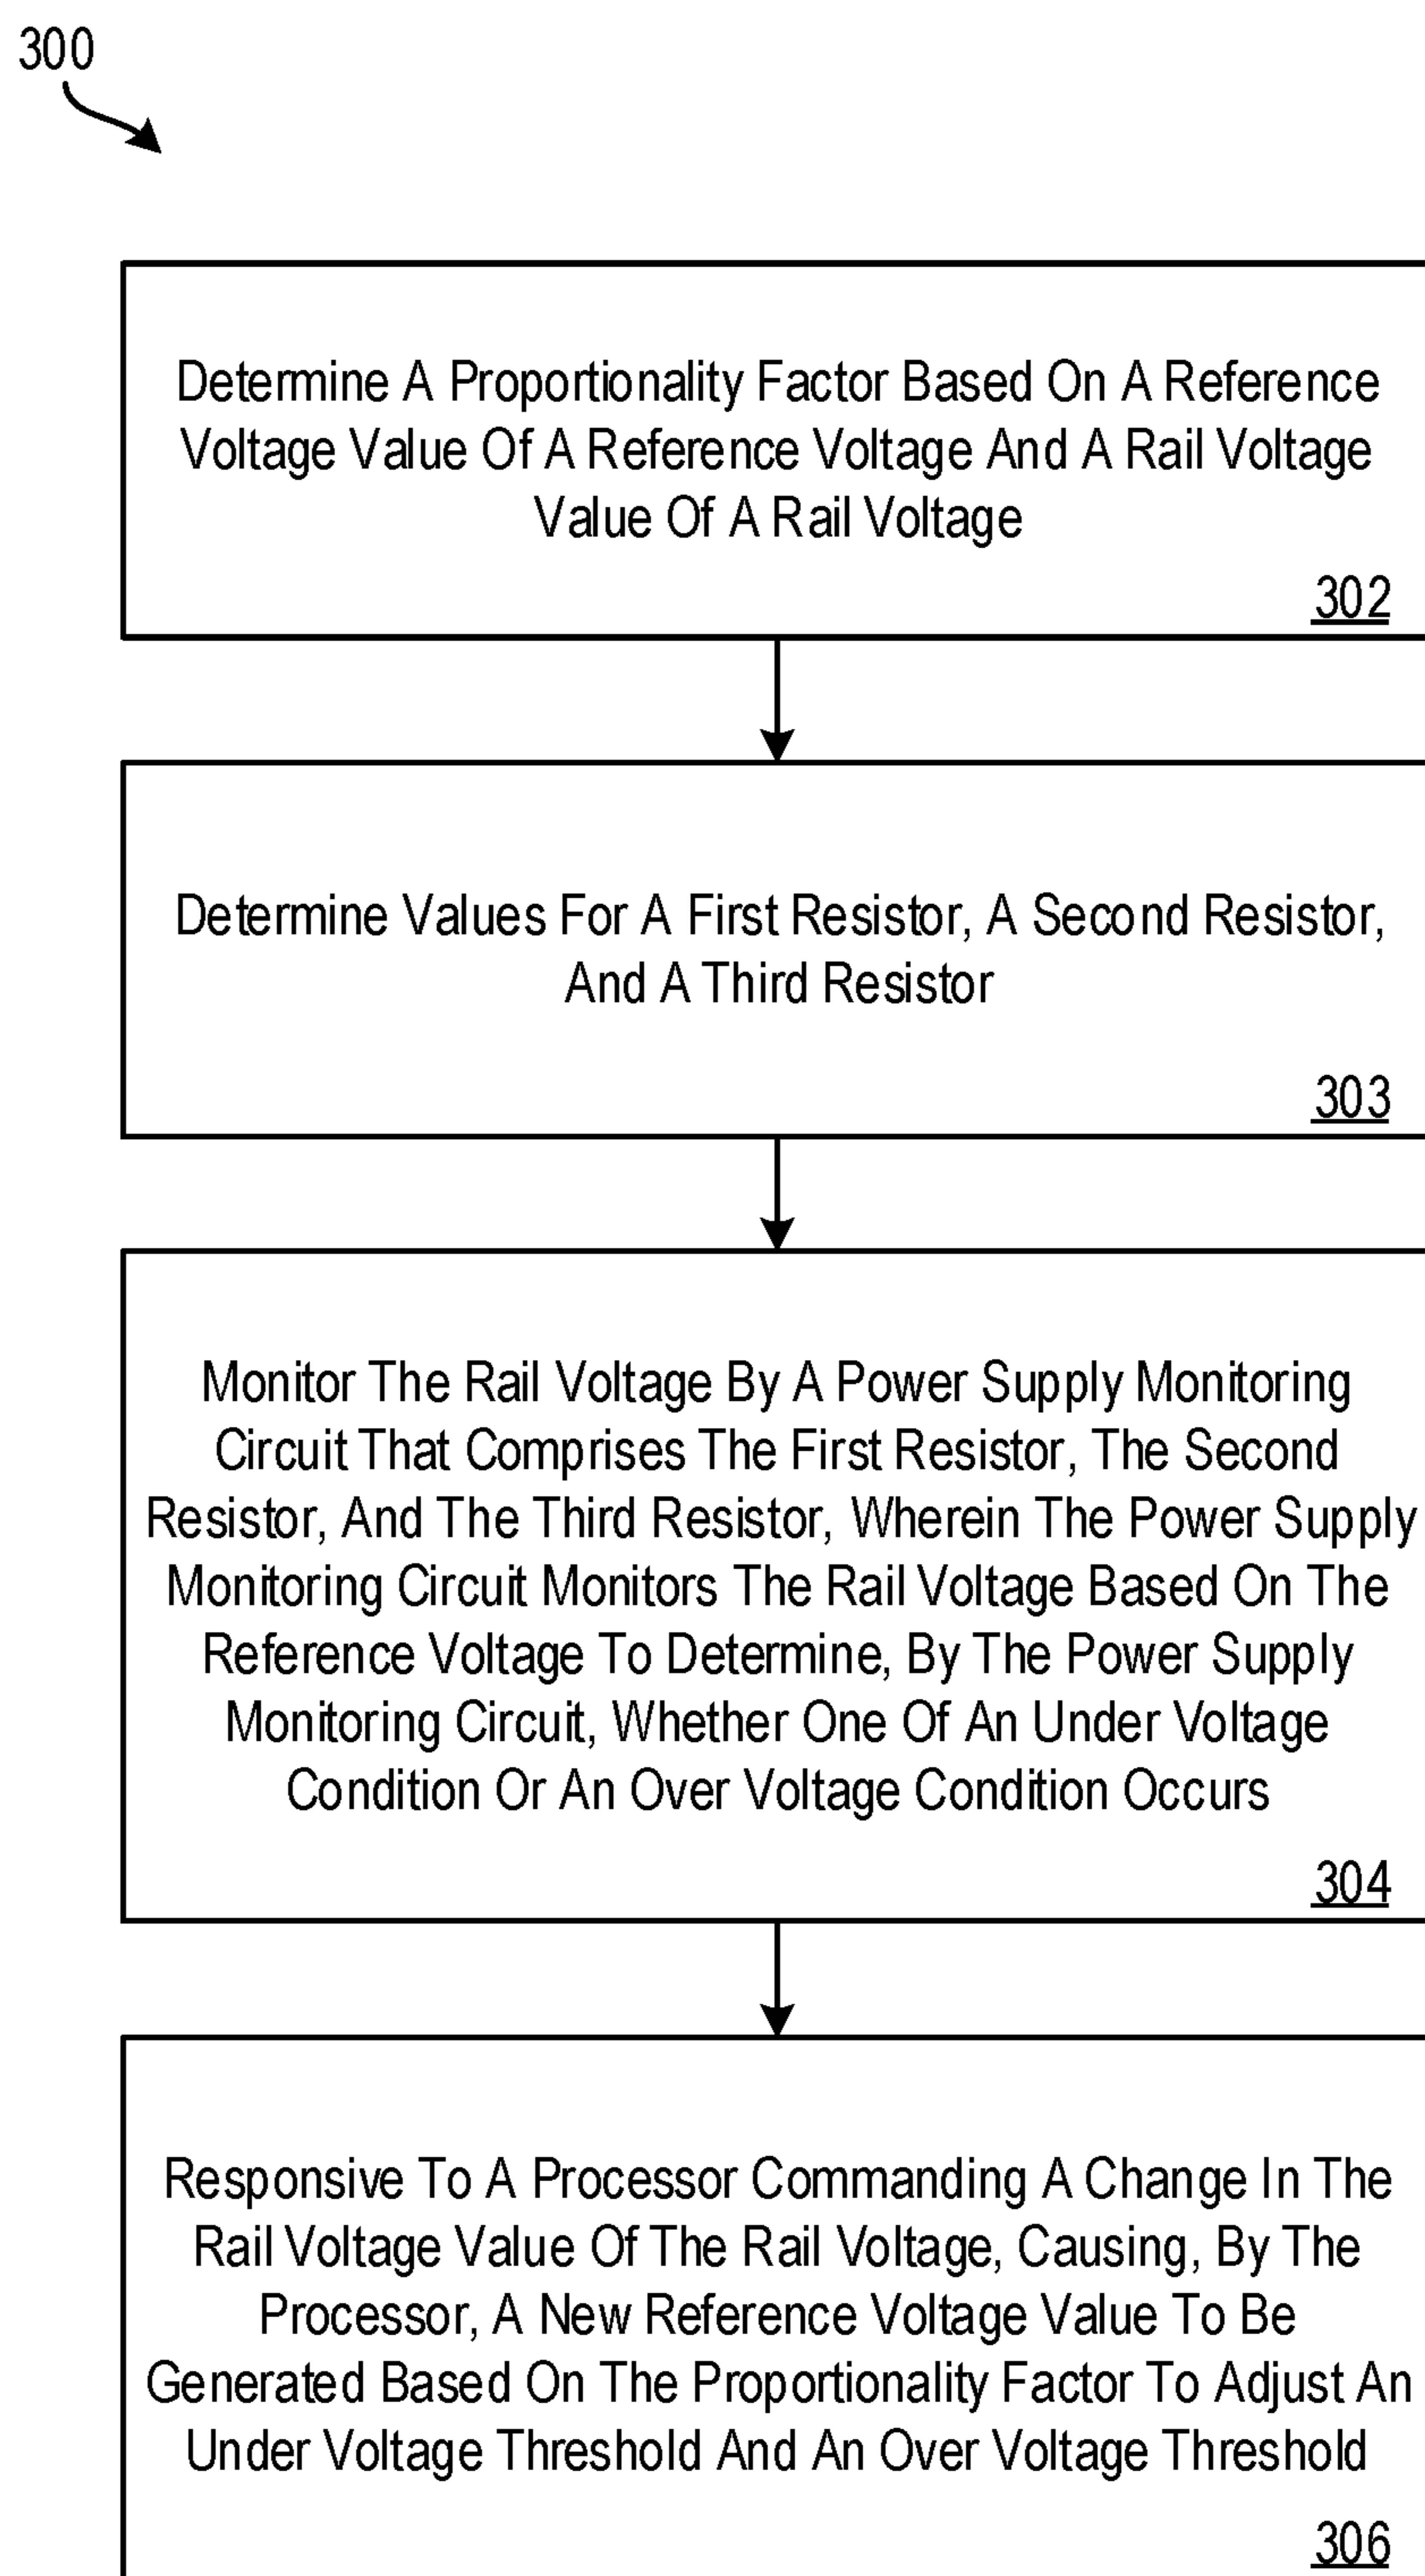 300
Determine A Proportionality Factor Based On A Reference
Voltage Value Of A Reference Voltage And A Rail Voltage
Value Of A Rail Voltage
302
Determine Values For A First Resistor, A Second Resistor,
And A Third Resistor
303
Monitor The Rail Voltage By A Power Supply Monitoring
Circuit That Comprises The First Resistor, The Second
Resistor, And The Third Resistor, Wherein The Power Supply
Monitoring Circuit Monitors The Rail Voltage Based On The
Reference Voltage To Determine, By The Power Supply
Monitoring Circuit, Whether One Of An Under Voltage
Condition Or An Over Voltage Condition Occurs
304
Responsive To A Processor Commanding A Change In The
Rail Voltage Value Of The Rail Voltage, Causing, By The
Processor, A New Reference Voltage Value To Be
Generated Based On The Proportionality Factor To Adjust An
Under Voltage Threshold And An Over Voltage Threshold
306